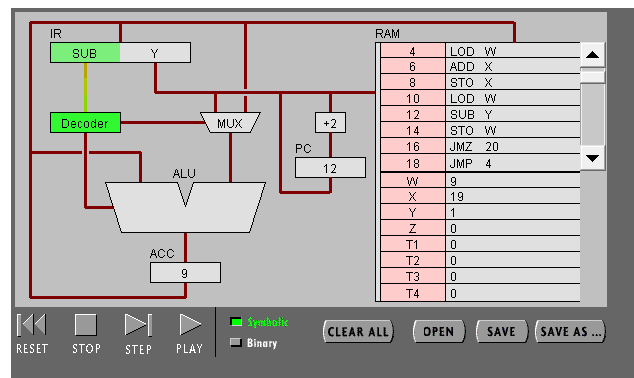 IR
SUB Y
Decoder
MUX
+2
PC
12
ALU
ACC
9
RAM
4 LOD W
6 ADD X
8 STO X
10 LOD W
12 SUB Y
14 STO W
16 JMZ 20
18 JMP 4
W 9
X 19
Y 1
Z 0
T1 0
T2 0
T3 0
T4 0
RESET STOP STEP PLAY
Symbolic
Binary
CLEAR ALL OPEN SAVE SAVE AS ...